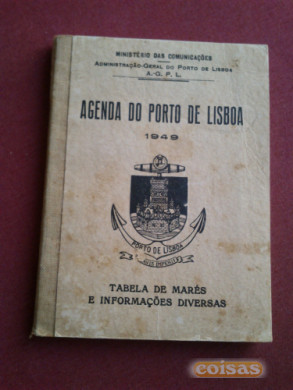 MINISTÉRIO DAS COMUNICAÇÕES
ADMINISTRAÇÃO-GERAL DO PORTO DE LISBOA
A. G. P. L.
AGENDA DO PORTO DE LISBOA
1949
PORTO DE LISBOA
TABELA DE MARÉS
E INFORMAÇÕES DIVERSAS
coisas